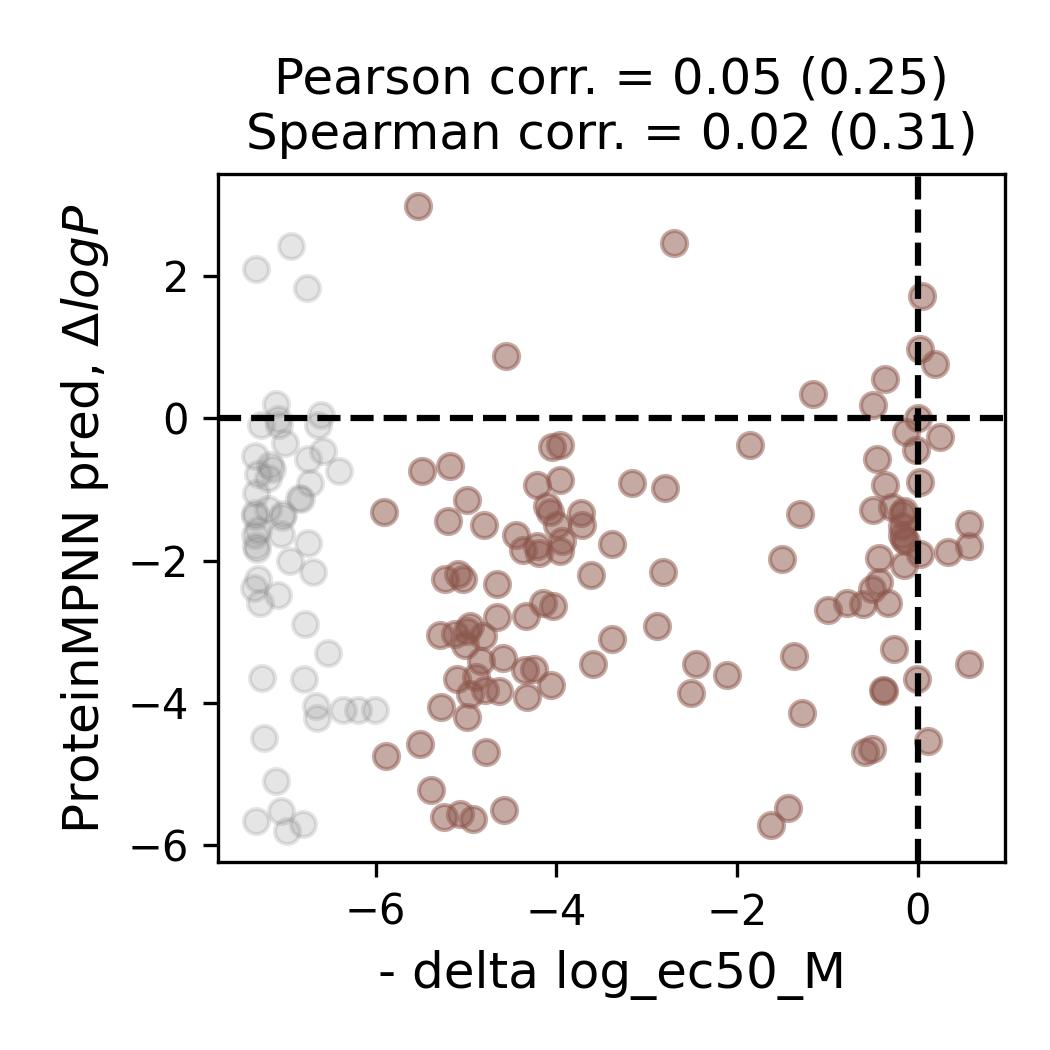 Pearson corr. = 0.05 (0.25)
Spearman corr. = 0.02 (0.31)
ProteinMPNN pred, ΔlogP
2
0
−2
−4
−6
−6 −4 −2 0
- delta log_ec50_M